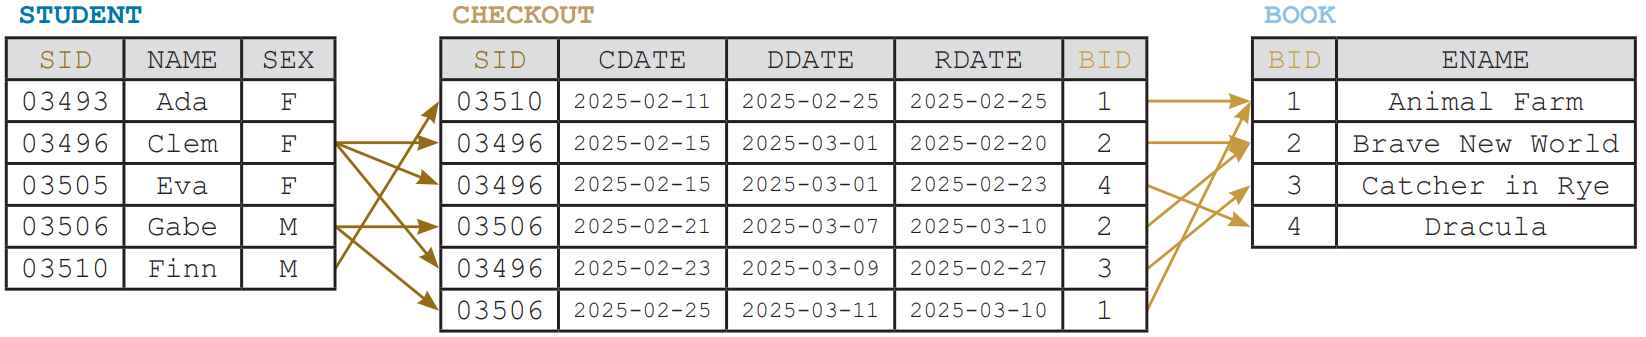 STUDENT CHECKOUT BOOK
SID NAME SEX SID CDATE DDATE RDATE BID BID ENAME
03493 Ada F 03510 2025-02-11 2025-02-25 2025-02-25 1 1 Animal Farm
03496 Clem F 03496 2025-02-15 2025-03-01 2025-02-20 2 2 Brave New World
03505 Eva F 03496 2025-02-15 2025-03-01 2025-02-23 4 3 Catcher in Rye
03506 Gabe M 03506 2025-02-21 2025-03-07 2025-03-10 2 4 Dracula
03510 Finn M 03496 2025-02-23 2025-03-09 2025-02-27 3
03506 2025-02-25 2025-03-11 2025-03-10 1